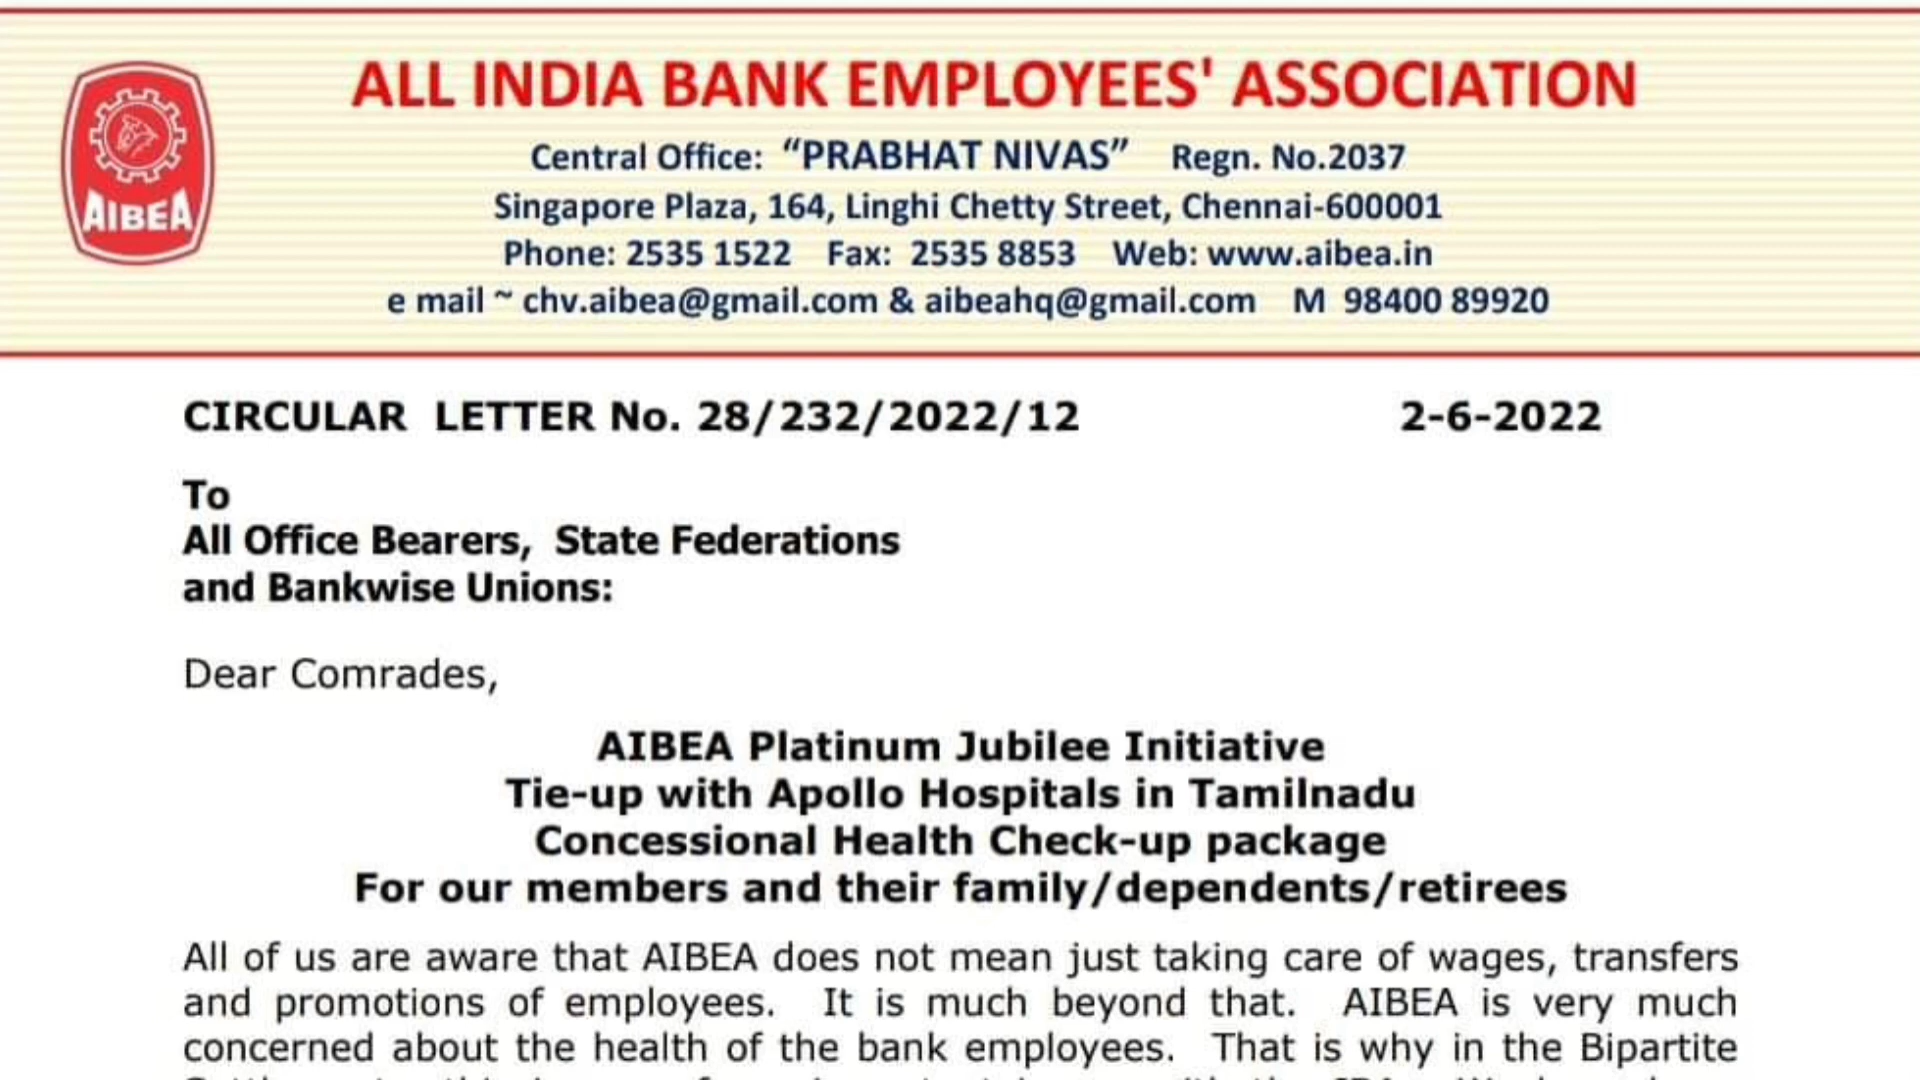 ALL INDIA BANK EMPLOYEES' ASSOCIATION
AIBEA
Central Office: “PRABHAT NIVAS” Regn. No.2037
Singapore Plaza, 164, Linghi Chetty Street, Chennai-600001
Phone: 2535 1522 Fax: 2535 8853 Web: www.aibea.in
e mail ~ chv.aibea@gmail.com & aibeahq@gmail.com M 98400 89920
CIRCULAR LETTER No. 28/232/2022/12 2-6-2022
To
All Office Bearers, State Federations
and Bankwise Unions:
Dear Comrades,
AIBEA Platinum Jubilee Initiative
Tie-up with Apollo Hospitals in Tamilnadu
Concessional Health Check-up package
For our members and their family/dependents/retirees
All of us are aware that AIBEA does not mean just taking care of wages, transfers
and promotions of employees. It is much beyond that. AIBEA is very much
concerned about the health of the bank employees. That is why in the Bipartite